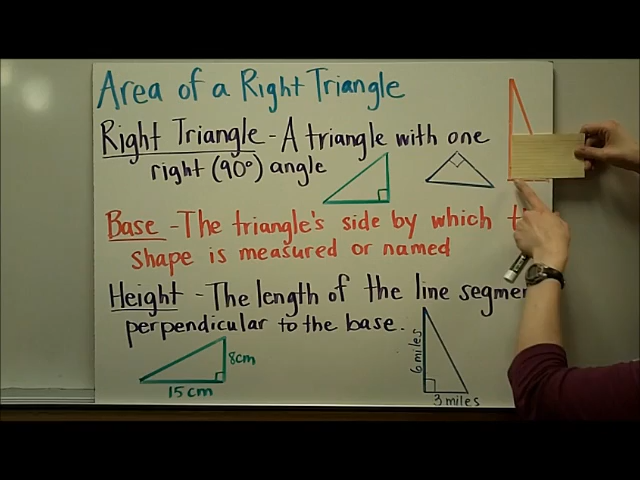 Area of a Right Triangle
Right Triangle - A triangle with one
right (90°) angle
Base - The triangle's side by which
shape is measured or named
Height - The length of the line segmen
perpendicular to the base.
8cm
15 cm
6 miles
3 miles